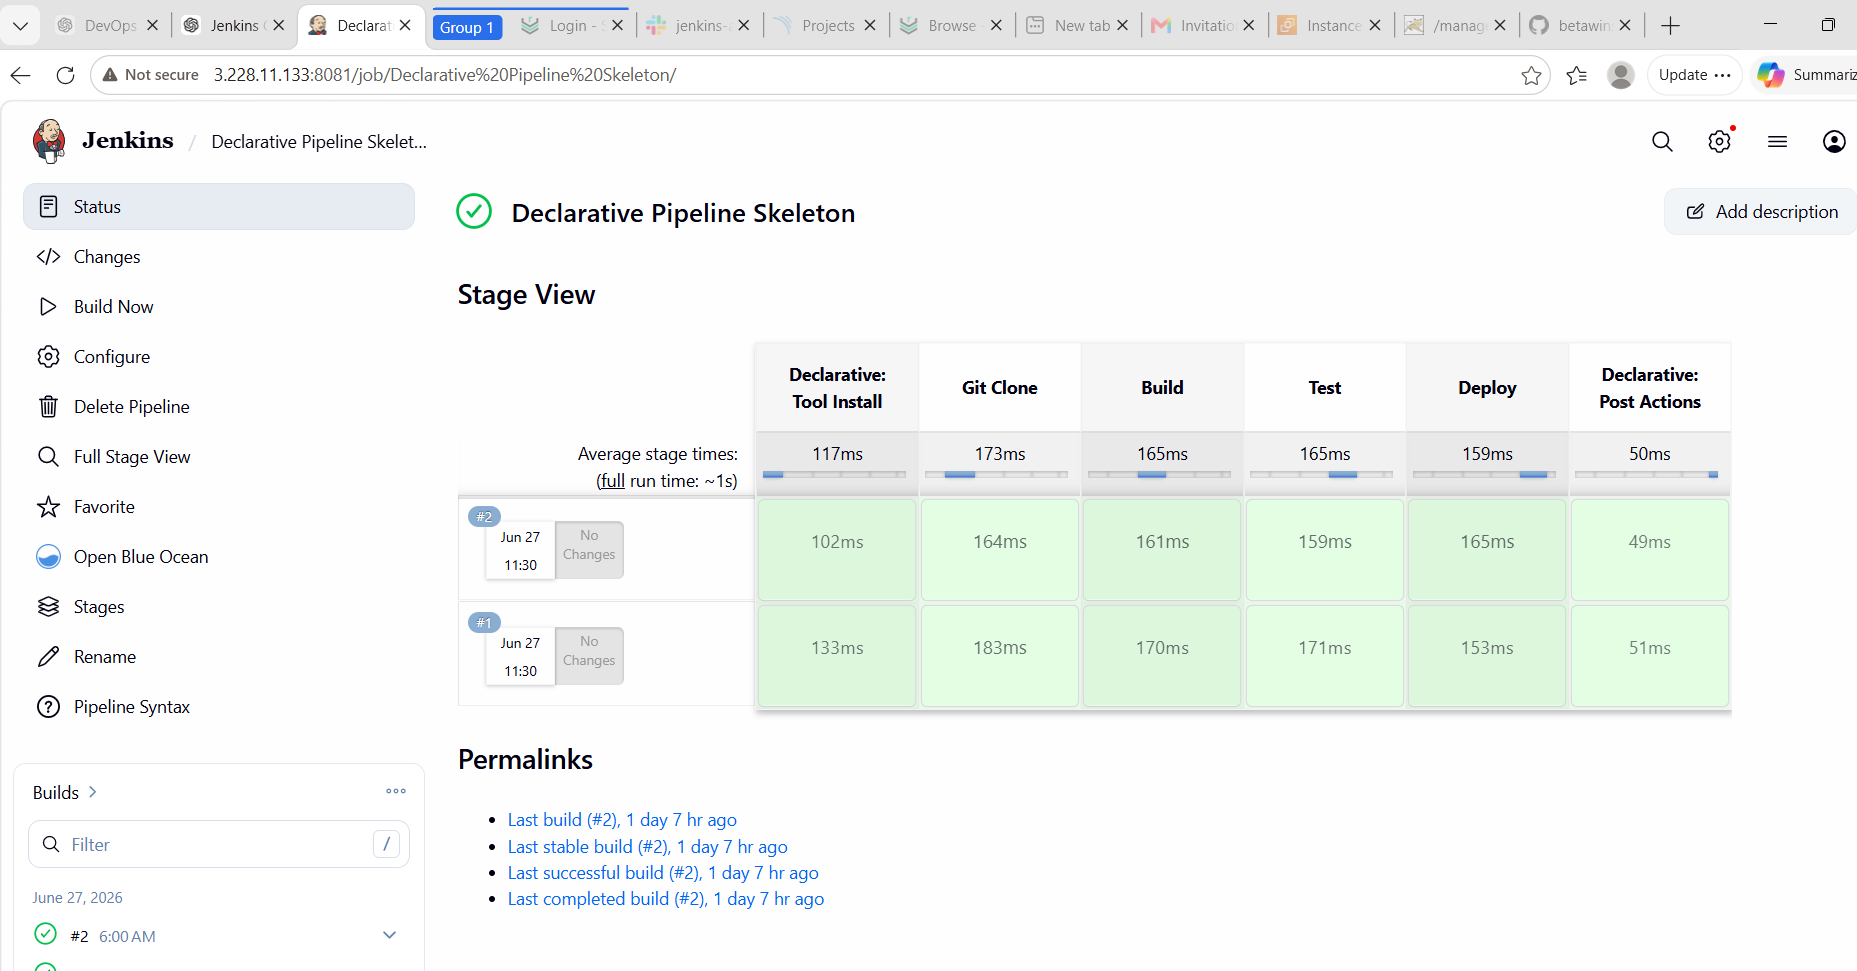 DevOps
Jenkins
Declarat
Group 1
Login -
jenkins-a
Projects
Browse -
New tab
Invitatio
Instance
/manag
betawin
Not secure
3.228.11.133:8081/job/Declarative%20Pipeline%20Skeleton/
Update
Summariz
Jenkins / Declarative Pipeline Skelet...
Status
Changes
Build Now
Configure
Delete Pipeline
Full Stage View
Favorite
Open Blue Ocean
Stages
Rename
Pipeline Syntax
Builds
Filter /
June 27, 2026
#2 6:00 AM
Declarative Pipeline Skeleton
Add description
Stage View
Declarative: Tool Install
Git Clone
Build
Test
Deploy
Declarative: Post Actions
Average stage times:
(full run time: ~1s)
117ms 173ms 165ms 165ms 159ms 50ms
#2
Jun 27
11:30
No Changes
102ms 164ms 161ms 159ms 165ms 49ms
#1
Jun 27
11:30
No Changes
133ms 183ms 170ms 171ms 153ms 51ms
Permalinks
Last build (#2), 1 day 7 hr ago
Last stable build (#2), 1 day 7 hr ago
Last successful build (#2), 1 day 7 hr ago
Last completed build (#2), 1 day 7 hr ago